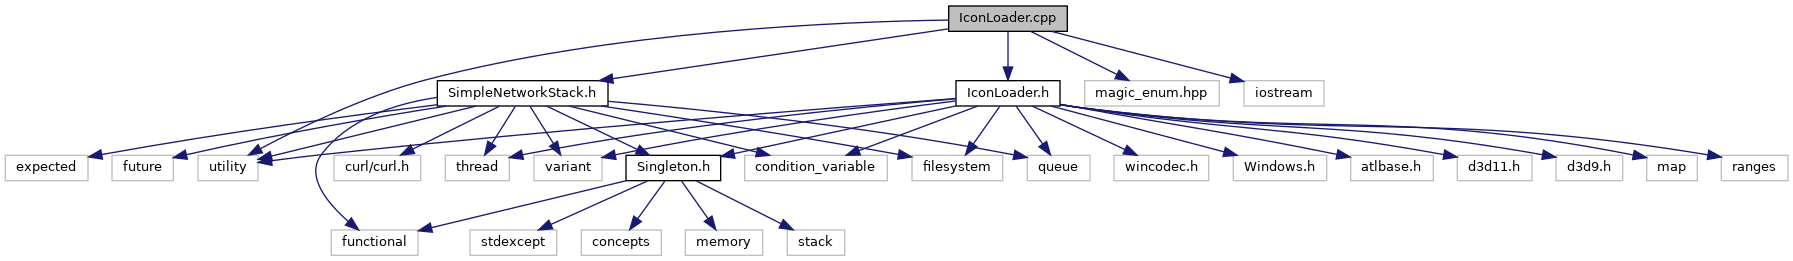 IconLoader.cpp
SimpleNetworkStack.h
IconLoader.h
magic_enum.hpp
iostream
expected
future
utility
curl/curl.h
thread
variant
Singleton.h
condition_variable
filesystem
queue
wincodec.h
Windows.h
atlbase.h
d3d11.h
d3d9.h
map
ranges
functional
stdexcept
concepts
memory
stack